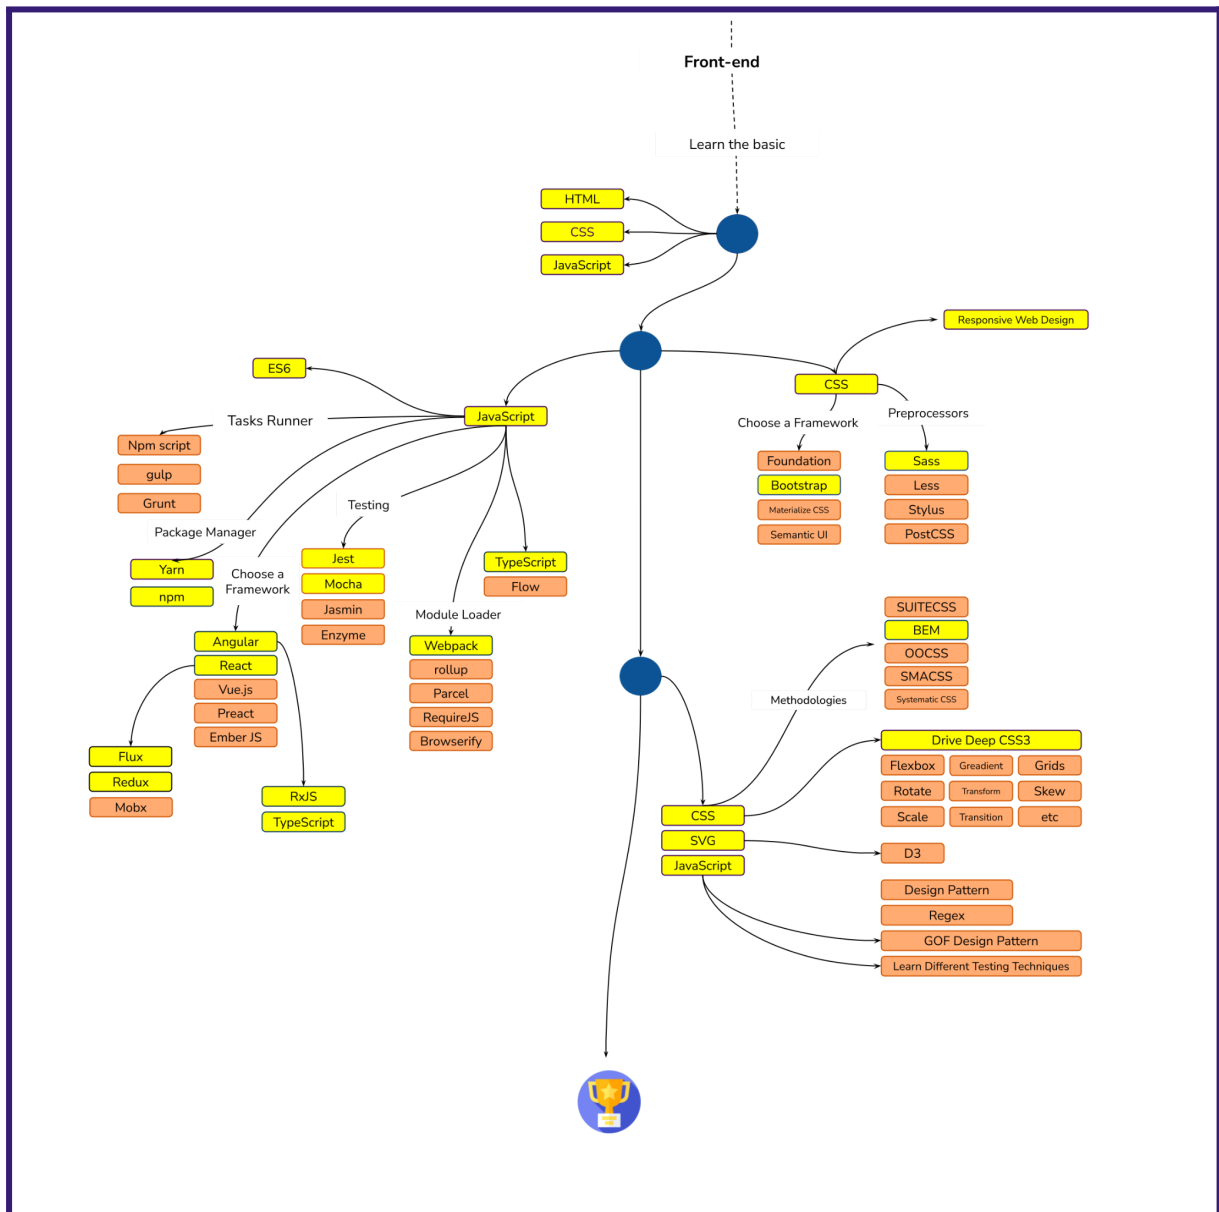 Front-end
Learn the basic
HTML
CSS
JavaScript
Responsive Web Design
ES6
CSS
JavaScript
Tasks Runner
Npm script
gulp
Grunt
Choose a Framework
Foundation
Bootstrap
Materialize CSS
Semantic UI
Preprocessors
Sass
Less
Stylus
PostCSS
Package Manager
Yarn
npm
Testing
Jest
Mocha
Jasmin
Enzyme
TypeScript
Flow
Choose a
Framework
Angular
React
Vue.js
Preact
Ember JS
Module Loader
Webpack
rollup
Parcel
RequireJS
Browserify
Flux
Redux
Mobx
RxJS
TypeScript
SUITECSS
BEM
OOCSS
SMACSS
Systematic CSS
Methodologies
Drive Deep CSS3
Flexbox Greadient Grids
Rotate Transform Skew
Scale Transition etc
CSS
SVG
JavaScript
D3
Design Pattern
Regex
GOF Design Pattern
Learn Different Testing Techniques